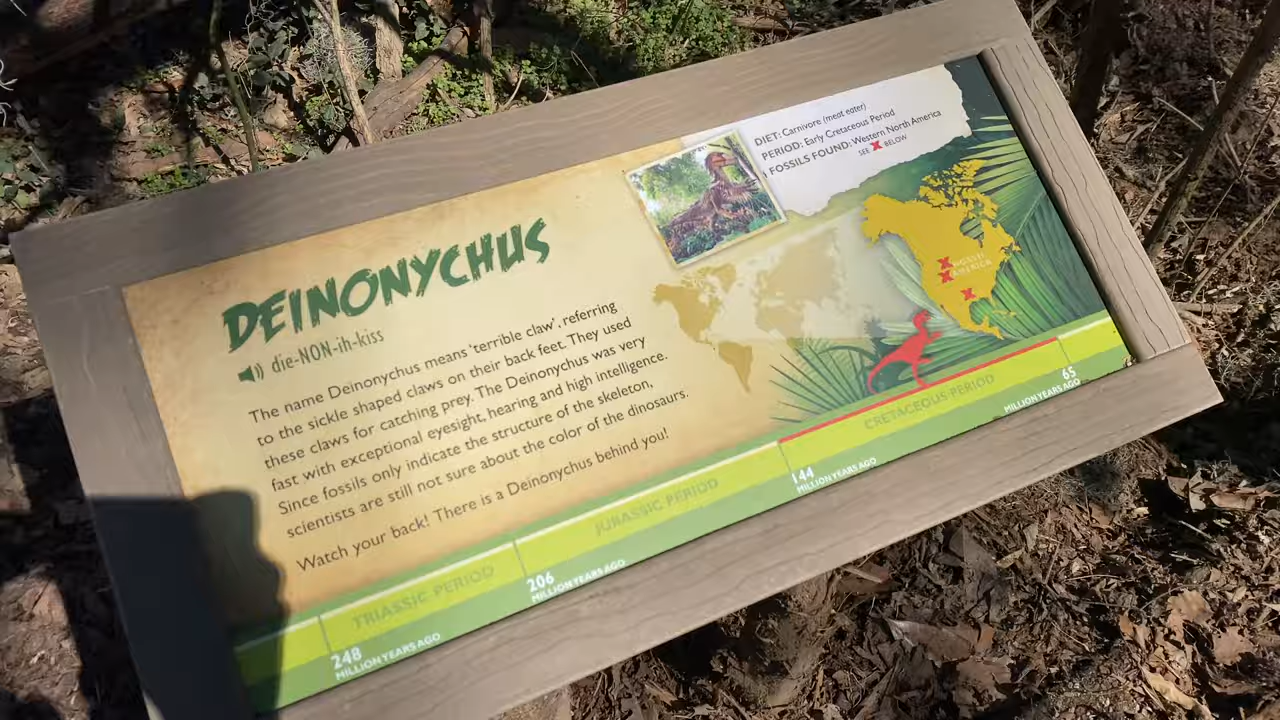 DEINONYCHUS
die-NON-ih-kiss
The name Deinonychus means 'terrible claw', referring
to the sickle shaped claws on their back feet. They used
these claws for catching prey. The Deinonychus was very
fast with exceptional eyesight, hearing and high intelligence.
Since fossils only indicate the structure of the skeleton,
scientists are still not sure about the color of the dinosaurs.
Watch your back! There is a Deinonychus behind you!
DIET: Carnivore (meat eater)
PERIOD: Early Cretaceous Period
FOSSILS FOUND: Western North America
SEE X BELOW
NORTH
AMERICA
TRIASSIC PERIOD
JURASSIC PERIOD
CRETACEOUS PERIOD
248
MILLION YEARS AGO
206
MILLION YEARS AGO
144
MILLION YEARS AGO
65
MILLION YEARS AGO